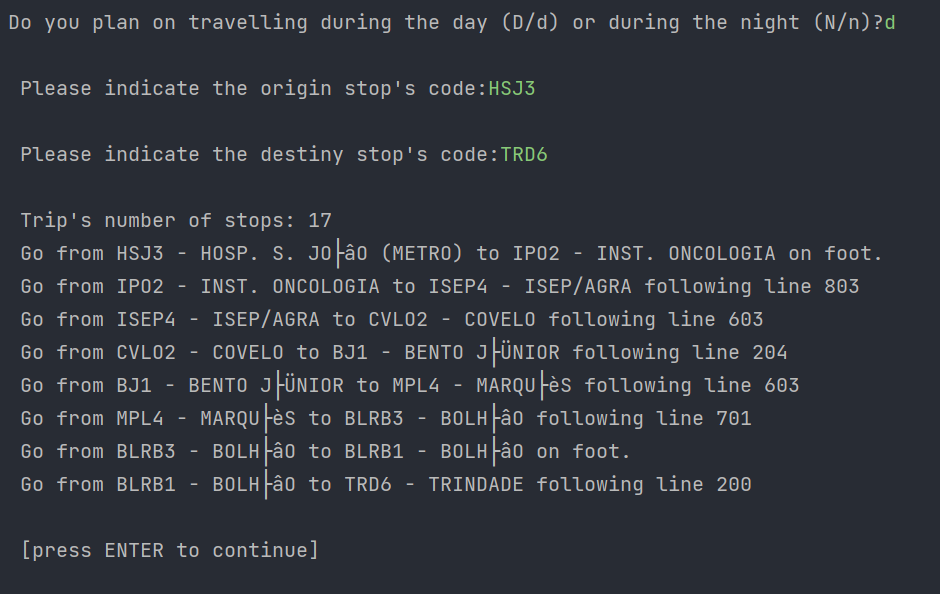 Do you plan on travelling during the day (D/d) or during the night (N/n)?d
Please indicate the origin stop's code:HSJ3
Please indicate the destiny stop's code:TRD6
Trip's number of stops: 17
Go from HSJ3 - HOSP. S. JO├âO (METRO) to IPO2 - INST. ONCOLOGIA on foot.
Go from IPO2 - INST. ONCOLOGIA to ISEP4 - ISEP/AGRA following line 803
Go from ISEP4 - ISEP/AGRA to CVLO2 - COVELO following line 603
Go from CVLO2 - COVELO to BJ1 - BENTO J├ÜNIOR following line 204
Go from BJ1 - BENTO J├ÜNIOR to MPL4 - MARQU├èS following line 603
Go from MPL4 - MARQU├èS to BLRB3 - BOLH├âO following line 701
Go from BLRB3 - BOLH├âO to BLRB1 - BOLH├âO on foot.
Go from BLRB1 - BOLH├âO to TRD6 - TRINDADE following line 200
[press ENTER to continue]